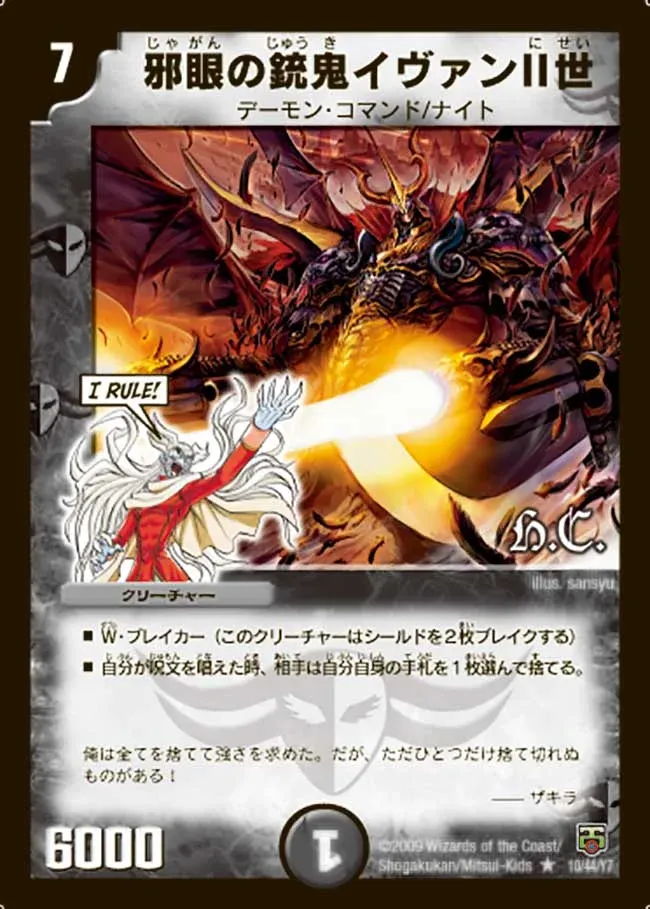 7
じゃがん じゅうき にせい
邪眼の銃鬼イヴァンII世
デーモン・コマンド/ナイト
I RULE!
H.C.
illus. sansyu
クリーチャー
■ W・ブレイカー（このクリーチャーはシールドを2枚ブレイクする）
■ 自分が呪文を唱えた時、相手は自分自身の手札を1枚選んで捨てる。
俺は全てを捨てて強さを求めた。だが、ただひとつだけ捨て切れぬ
ものがある！
—— ザキラ
6000
1
©2009 Wizards of the Coast/
Shogakukan/Mitsui-Kids ★ 10/44/Y7